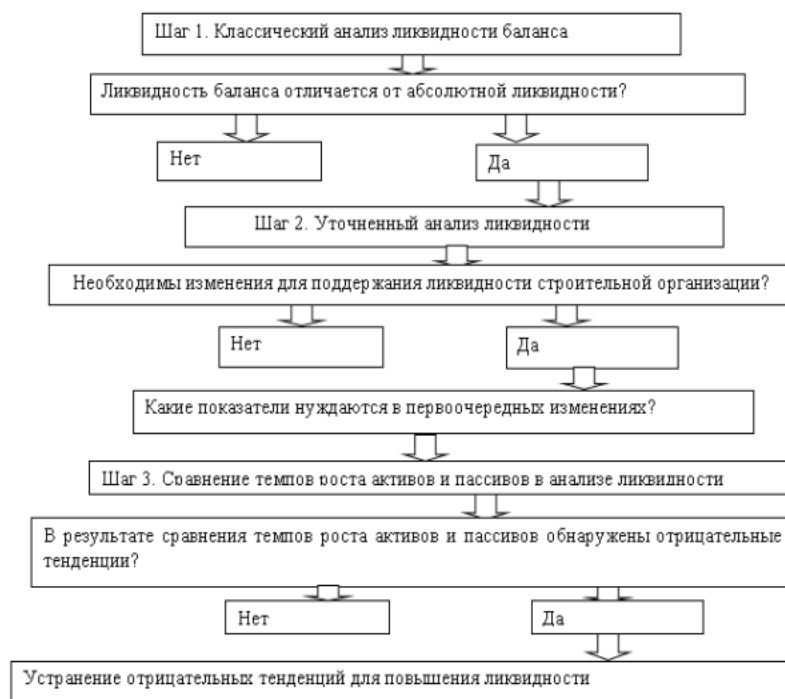 Шаг 1. Классический анализ ликвидности баланса
Ликвидность баланса отличается от абсолютной ликвидности?
Нет
Да
Шаг 2. Уточненный анализ ликвидности
Необходимы изменения для поддержания ликвидности строительной организации?
Нет
Да
Какие показатели нуждаются в первоочередных изменениях?
Шаг 3. Сравнение темпов роста активов и пассивов в анализе ликвидности
В результате сравнения темпов роста активов и пассивов обнаружены отрицательные
тенденции?
Нет
Да
Устранение отрицательных тенденций для повышения ликвидности